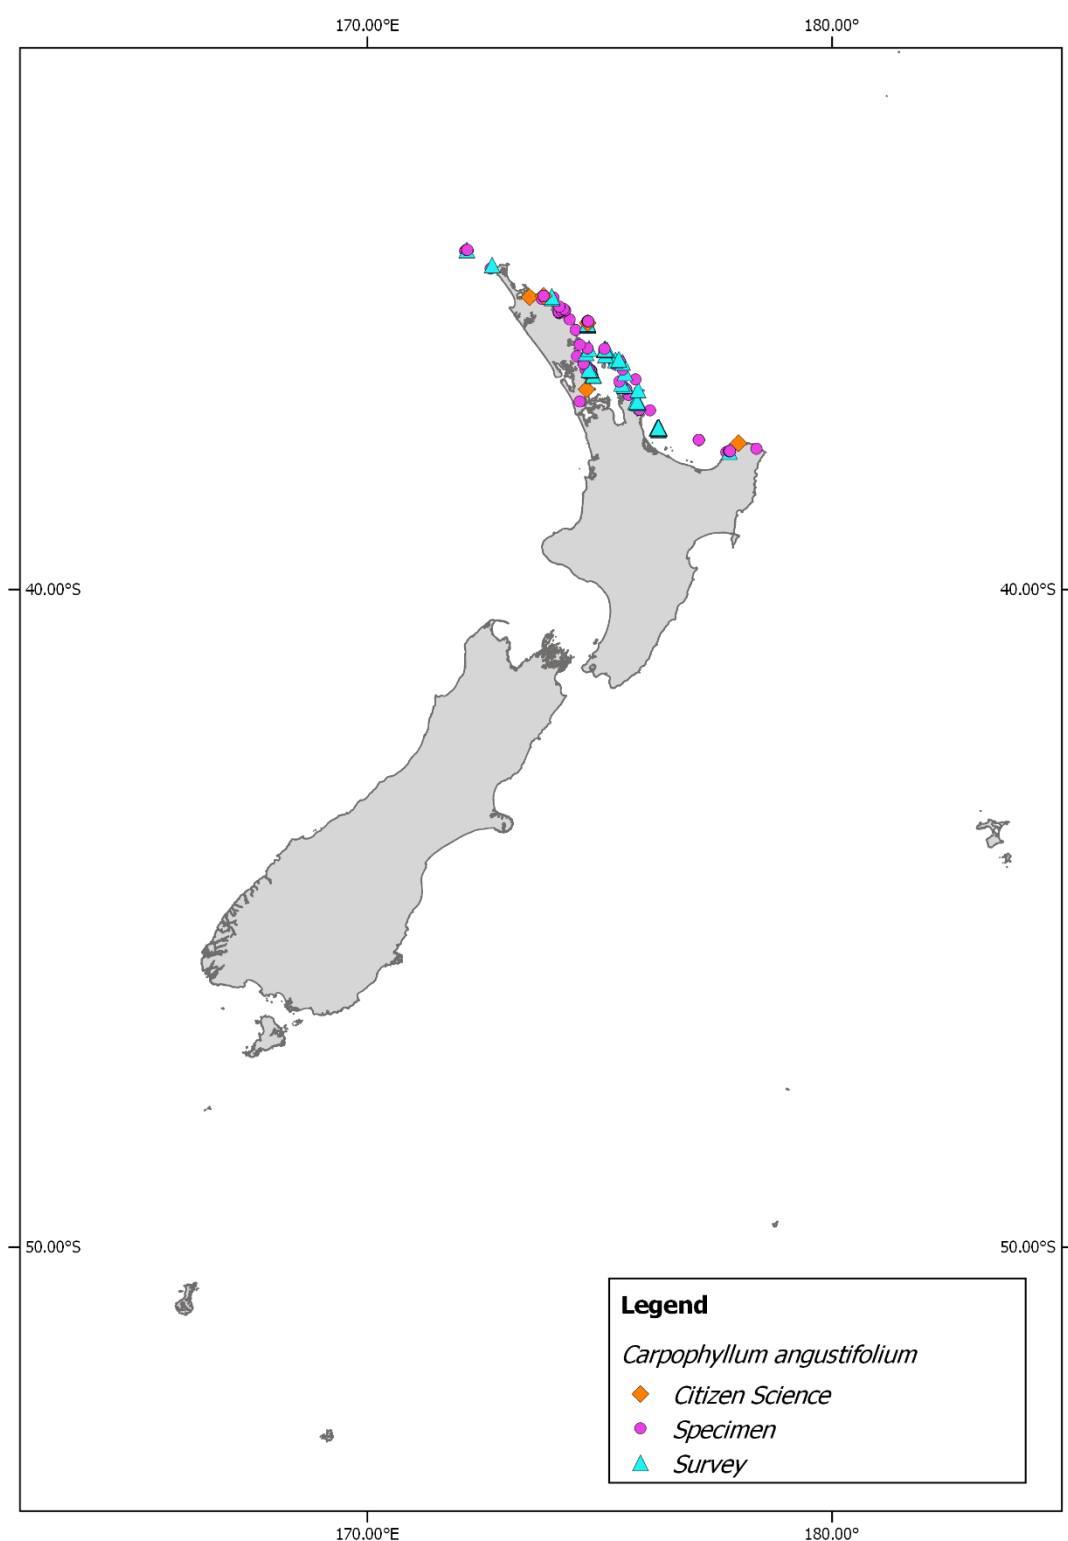 170.00°E 180.00°
40.00°S 40.00°S
50.00°S 50.00°S
Legend
Carpophyllum angustifolium
Citizen Science
Specimen
Survey
170.00°E 180.00°